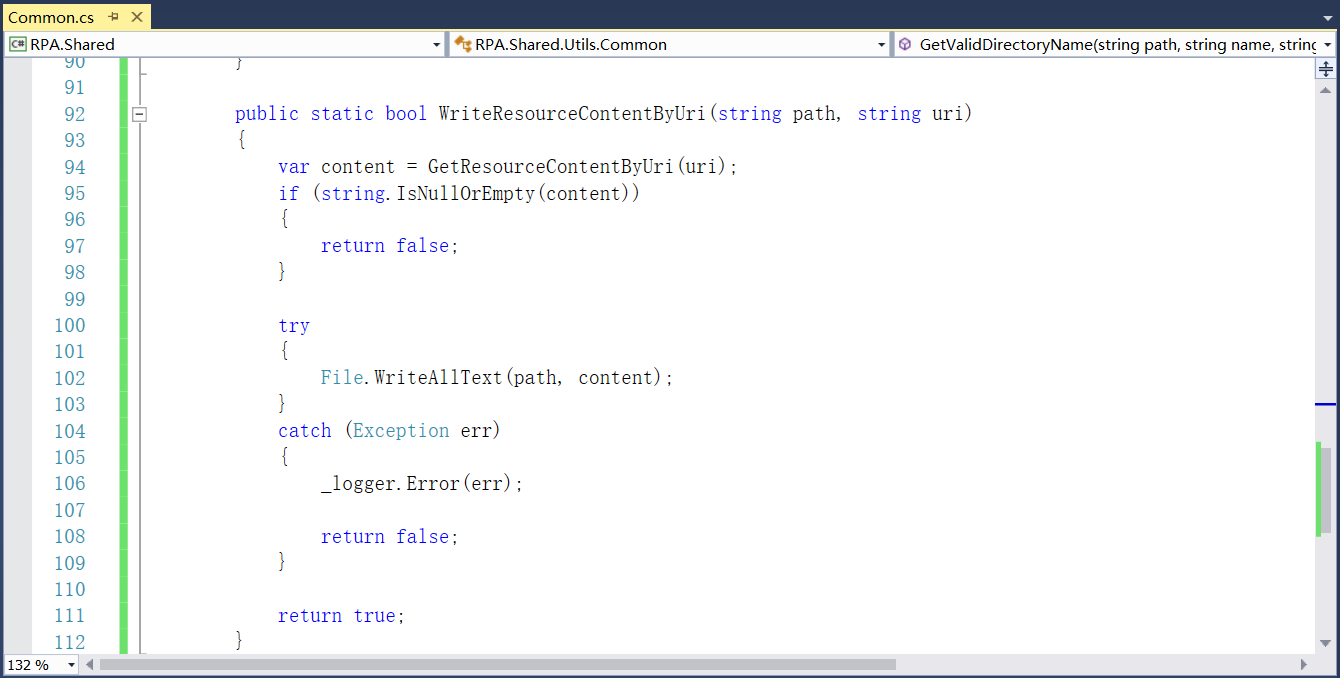 Common.cs
C# RPA.Shared
RPA.Shared.Utils.Common
GetValidDirectoryName(string path, string name, string
90 }
91
92 public static bool WriteResourceContentByUri(string path, string uri)
93 {
94 var content = GetResourceContentByUri(uri);
95 if (string.IsNullOrEmpty(content))
96 {
97 return false;
98 }
99
100 try
101 {
102 File.WriteAllText(path, content);
103 }
104 catch (Exception err)
105 {
106 _logger.Error(err);
107
108 return false;
109 }
110
111 return true;
112 }
132 %